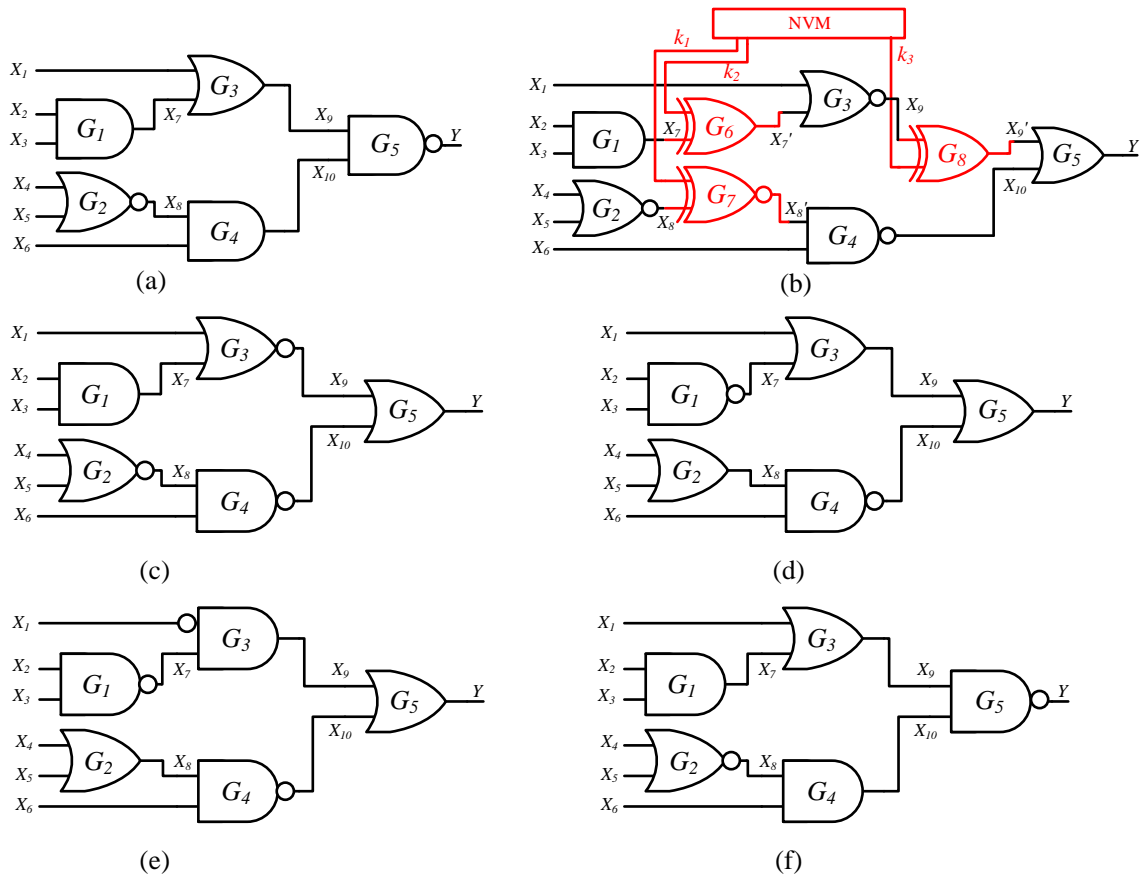 X1
X2
X3
X4
X5
X6
G1
G2
X7
X8
G3
G4
X9
X10
G5
Y
(a)
NVM
k1
k2
k3
X1
X2
X3
X4
X5
X6
G1
G2
X7
X8
G6
G7
X7'
X8'
G3
G4
X9
G8
X9'
X10
G5
Y
(b)
X1
X2
X3
X4
X5
X6
G1
G2
X7
X8
G3
G4
X9
X10
G5
Y
(c)
X1
X2
X3
X4
X5
X6
G1
G2
X7
X8
G3
G4
X9
X10
G5
Y
(d)
X1
X2
X3
X4
X5
X6
G1
G2
X7
X8
G3
G4
X9
X10
G5
Y
(e)
X1
X2
X3
X4
X5
X6
G1
G2
X7
X8
G3
G4
X9
X10
G5
Y
(f)